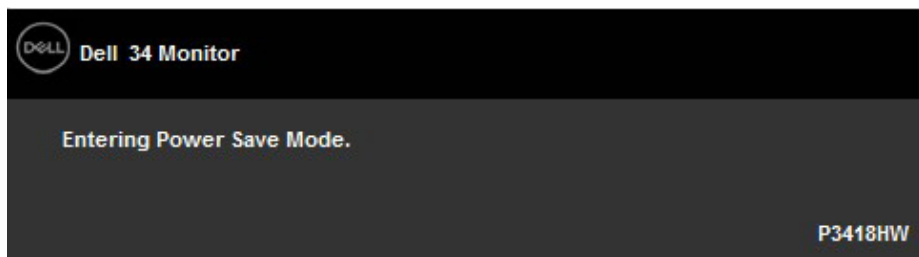 DELL
Dell 34 Monitor
Entering Power Save Mode.
P3418HW